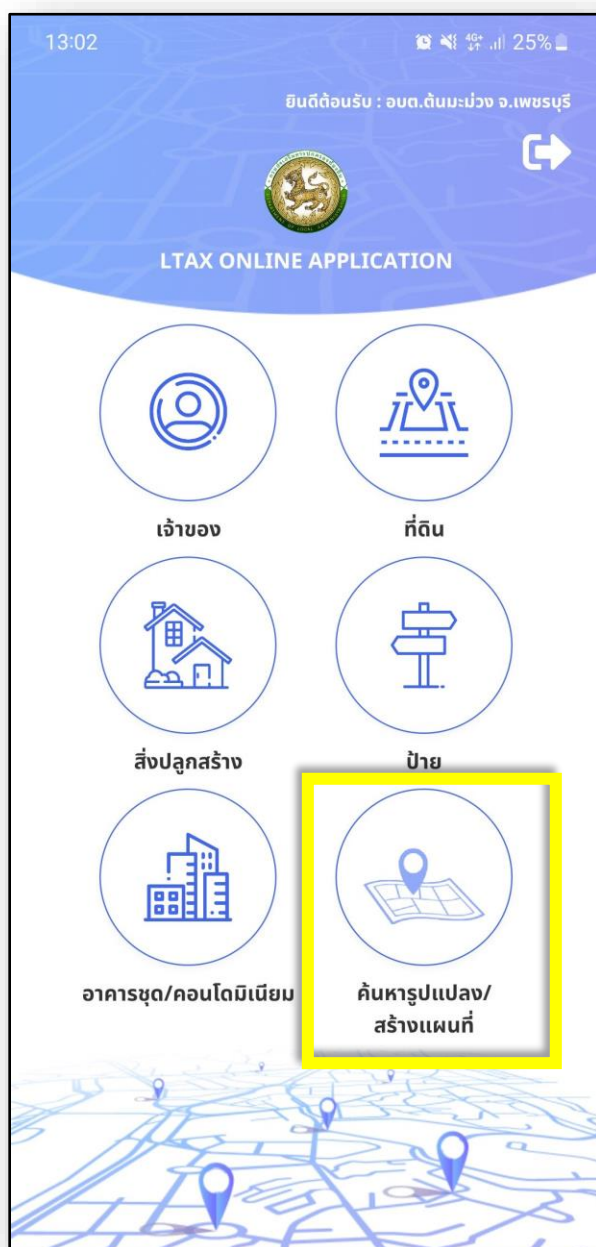 13:02
4G+ 25%
ยินดีต้อนรับ : อบต.ต้นมะม่วง จ.เพชรบุรี
LTAX ONLINE APPLICATION
เจ้าของ
ที่ดิน
สิ่งปลูกสร้าง
ป้าย
อาคารชุด/คอนโดมิเนียม
ค้นหารูปแปลง/
สร้างแผนที่